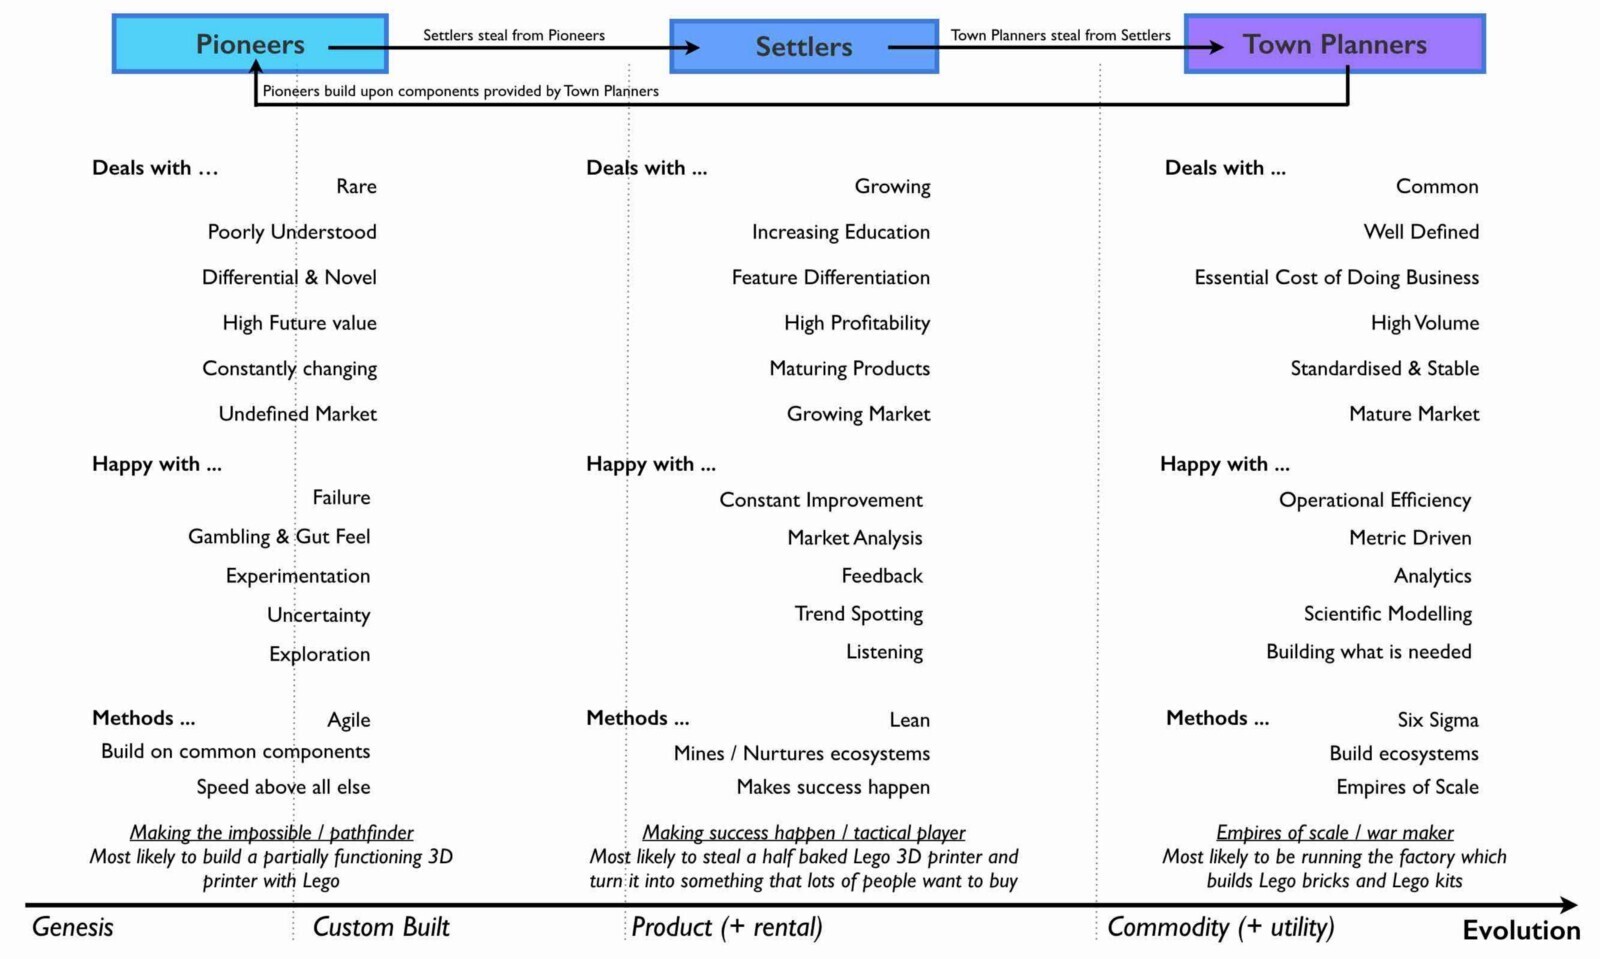 Pioneers
Settlers steal from Pioneers
Settlers
Town Planners steal from Settlers
Town Planners
Pioneers build upon components provided by Town Planners
Deals with ...
Rare
Poorly Understood
Differential & Novel
High Future value
Constantly changing
Undefined Market
Happy with ...
Failure
Gambling & Gut Feel
Experimentation
Uncertainty
Exploration
Methods ...
Agile
Build on common components
Speed above all else
Making the impossible / pathfinder
Most likely to build a partially functioning 3D
printer with Lego
Deals with ...
Growing
Increasing Education
Feature Differentiation
High Profitability
Maturing Products
Growing Market
Happy with ...
Constant Improvement
Market Analysis
Feedback
Trend Spotting
Listening
Methods ...
Lean
Mines / Nurtures ecosystems
Makes success happen
Making success happen / tactical player
Most likely to steal a half baked Lego 3D printer and
turn it into something that lots of people want to buy
Deals with ...
Common
Well Defined
Essential Cost of Doing Business
High Volume
Standardised & Stable
Mature Market
Happy with ...
Operational Efficiency
Metric Driven
Analytics
Scientific Modelling
Building what is needed
Methods ...
Six Sigma
Build ecosystems
Empires of Scale
Empires of scale / war maker
Most likely to be running the factory which
builds Lego bricks and Lego kits
Genesis
Custom Built
Product (+ rental)
Commodity (+ utility)
Evolution